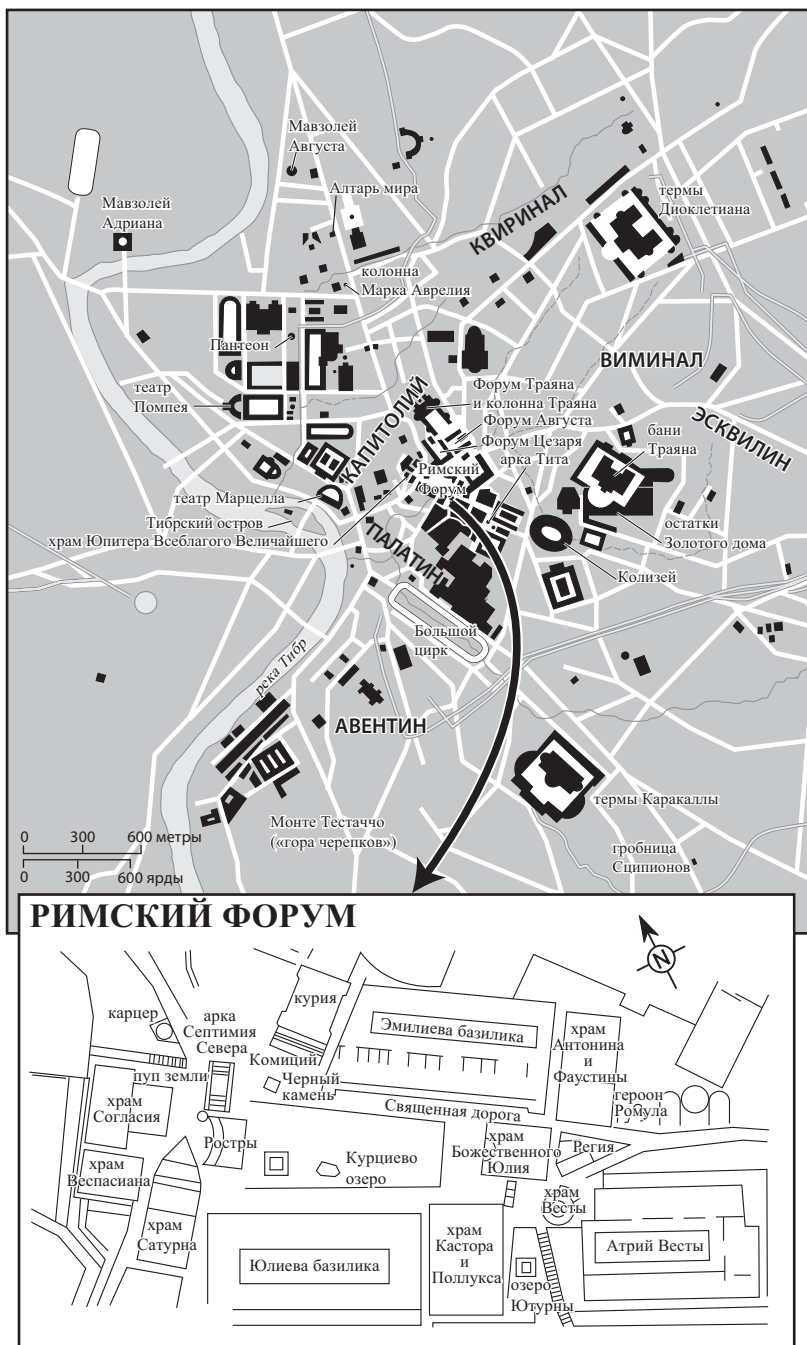 Мавзолей
Августа
Алтарь мира
Мавзолей
Адриана
КВИРИНАЛ
термы
Диоклетиана
колонна
Марка Аврелия
Пантеон
ВИМИНАЛ
театр
Помпея
КАПИТОЛИЙ
Форум Траяна
и колонна Траяна
Форум Августа
Форум Цезаря
арка Тита
ЭСКВИЛИН
бани
Траяна
Римский
Форум
театр Марцелла
Тибрский остров
храм Юпитера Всеблагого Величайшего
остатки
Золотого дома
ПАЛАТИН
Колизей
Большой
цирк
река Тибр
АВЕНТИН
термы Каракаллы
Монте Тестаччо
(«гора черепков»)
гробница
Сципионов
0 300 600 метры
0 300 600 ярды
РИМСКИЙ ФОРУМ
N
карцер
арка
Септимия
Севера
курия
Эмилиева базилика
храм
Антонина
и
Фаустины
Комиций
пуп земли
Черный
камень
героон
Ромула
храм
Согласия
Священная дорога
Ростры
храм
Божественного
Юлия
Регия
Курциево
озеро
храм
Веспасиана
храм
Весты
храм
Сатурна
храм
Кастора
и
Поллукса
Атрий Весты
Юлиева базилика
озеро
Ютурны